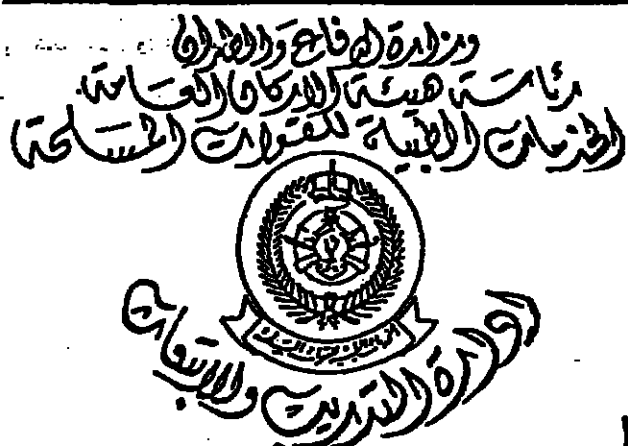 وزارة الدفاع والطيران
رئاسة هيئة الأركان العامة
الخدمات الطبية للقوات المسلحة
إدارة التدريب والابتعاث